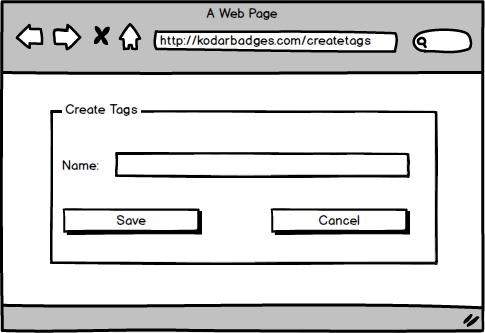 A Web Page
http://kodarbadges.com/createtags
Create Tags
Name:
Save Cancel